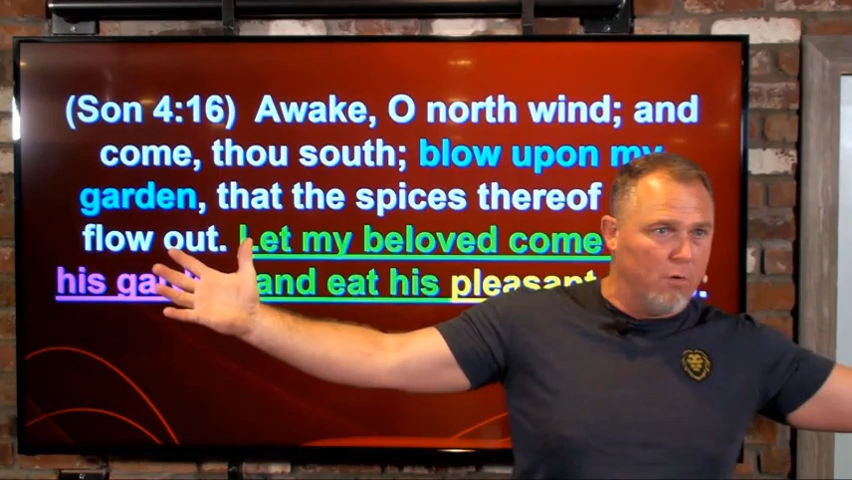 (Son 4:16) Awake, O north wind; and
come, thou south; blow upon my
garden, that the spices thereof
flow out. Let my beloved come
his and eat his pleasant